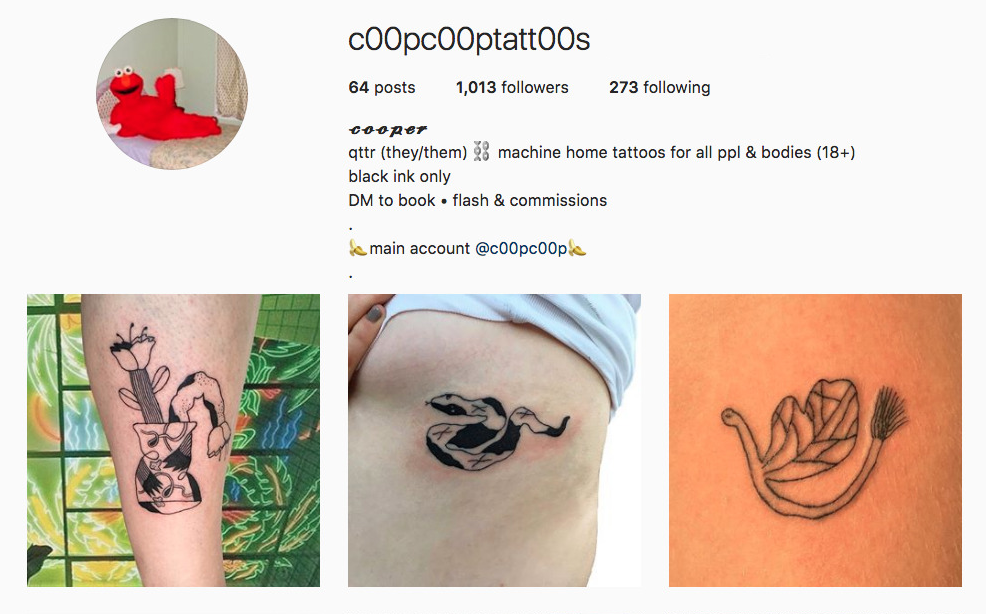 c00pc00ptatt00s
64 posts 1,013 followers 273 following
cooper
qttr (they/them) ⛓ machine home tattoos for all ppl & bodies (18+)
black ink only
DM to book • flash & commissions
.
🍌main account @c00pc00p🍌
.